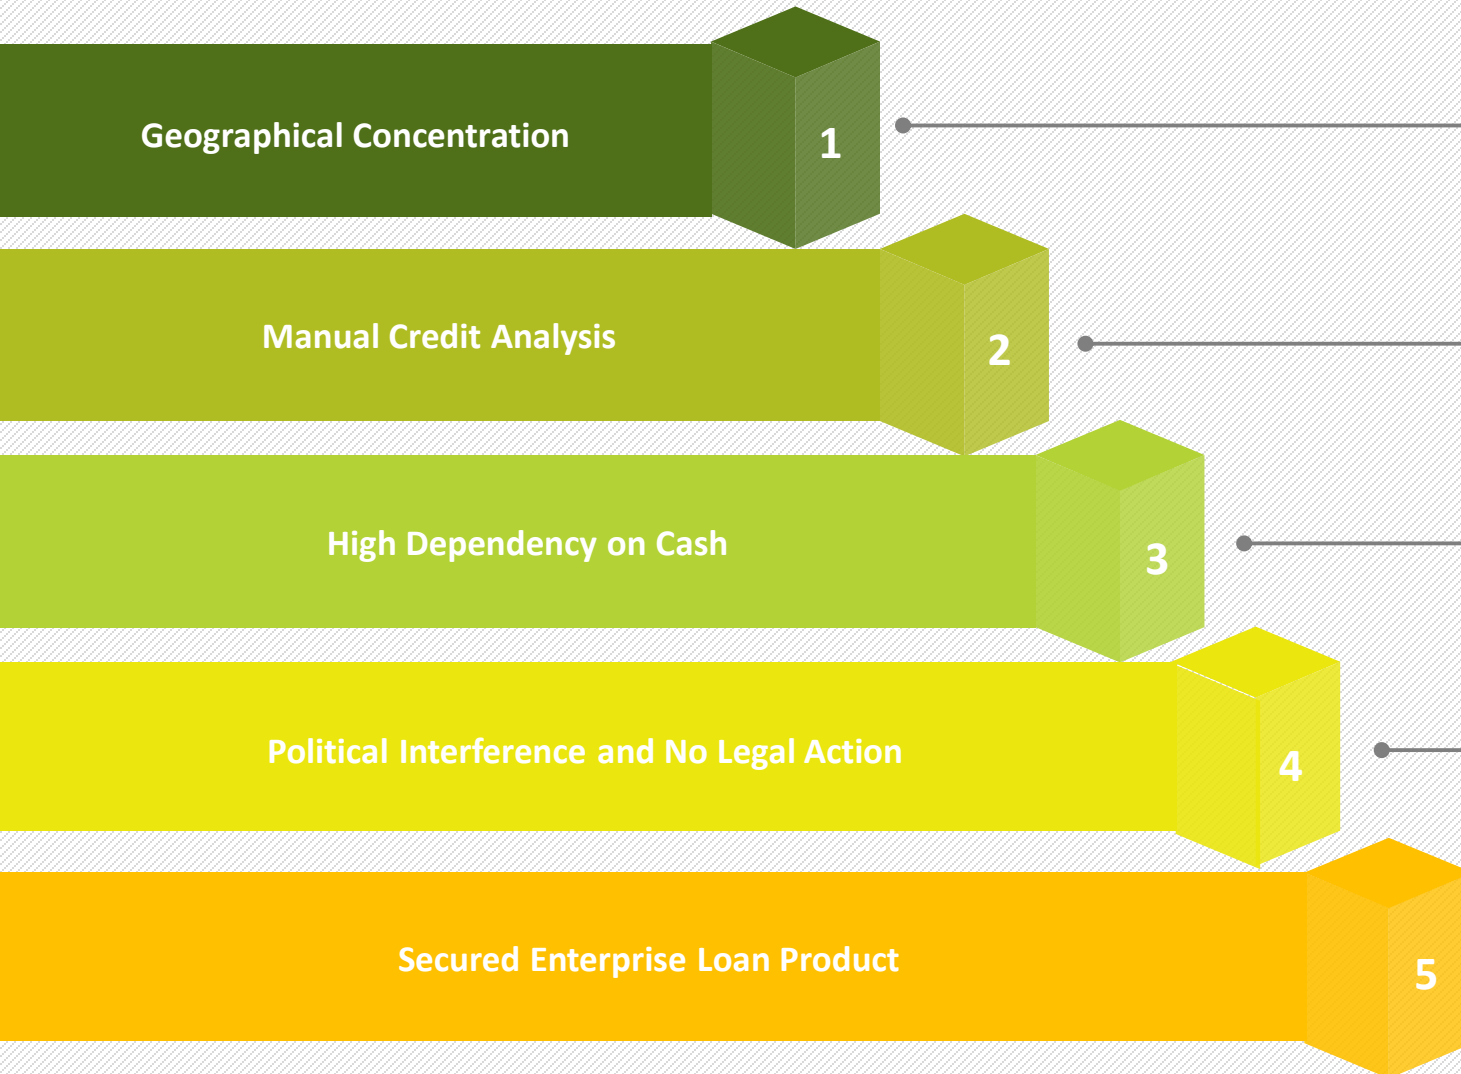 Geographical Concentration
1
Manual Credit Analysis
2
High Dependency on Cash
3
Political Interference and No Legal Action
4
Secured Enterprise Loan Product
5